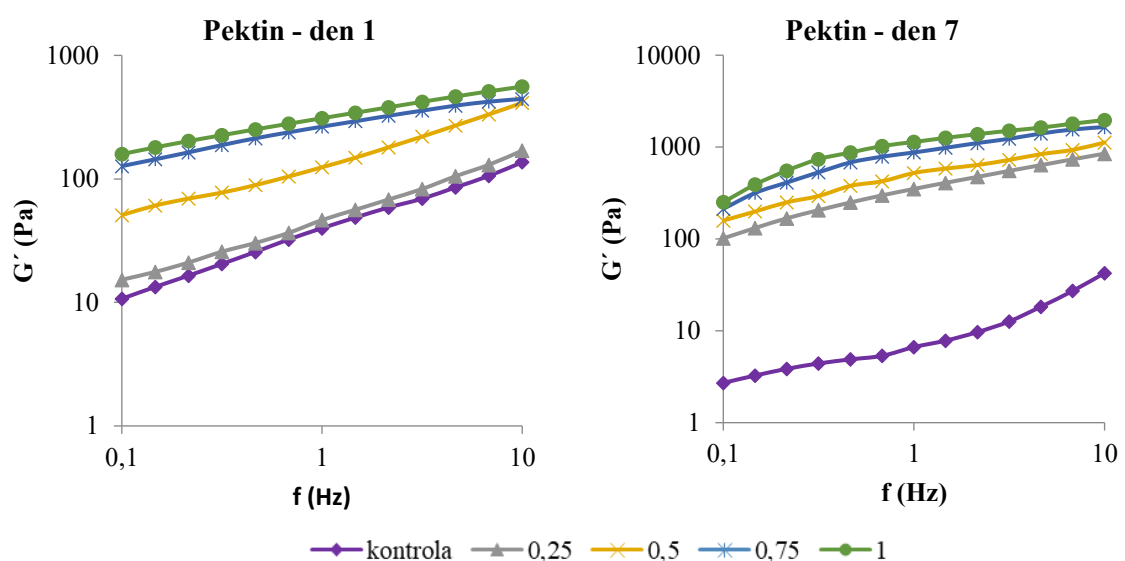 Pektin - den 1
1000
100
10
1
G´ (Pa)
0,1 1 10
f (Hz)
Pektin - den 7
10000
1000
100
10
1
G´ (Pa)
0,1 1 10
f (Hz)
kontrola 0,25 0,5 0,75 1